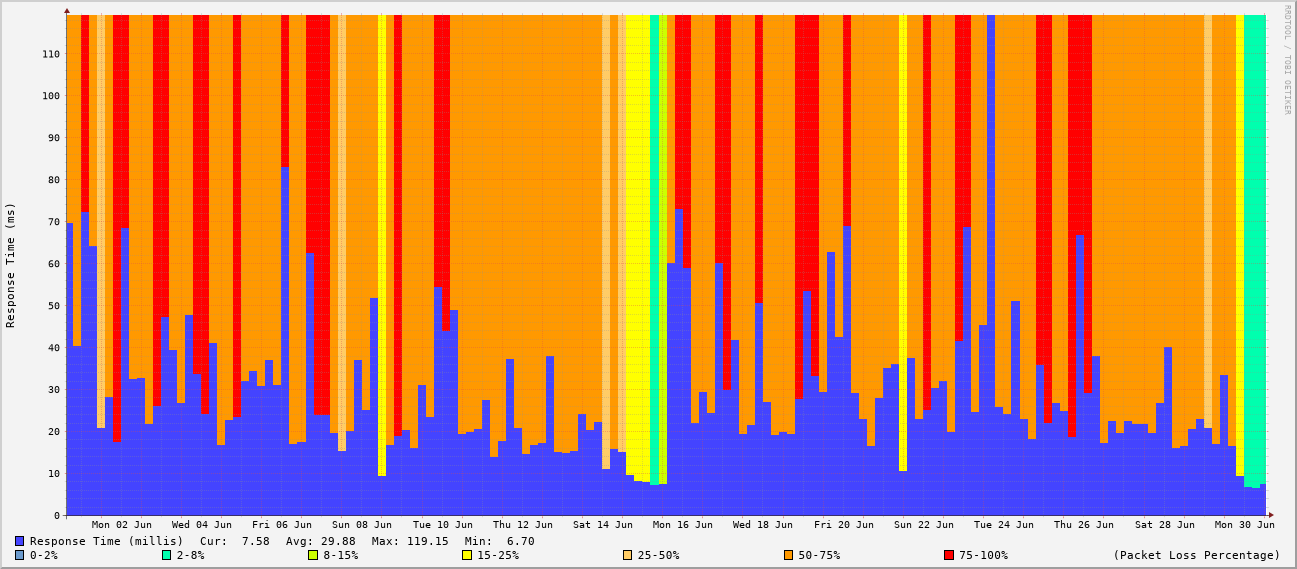 RRDTOOL / TOBI OETIKER
Response Time (ms)
110
100
90
80
70
60
50
40
30
20
10
0
Mon 02 Jun Wed 04 Jun Fri 06 Jun Sun 08 Jun Tue 10 Jun Thu 12 Jun Sat 14 Jun Mon 16 Jun Wed 18 Jun Fri 20 Jun Sun 22 Jun Tue 24 Jun Thu 26 Jun Sat 28 Jun Mon 30 Jun
Response Time (millis) Cur: 7.58 Avg: 29.88 Max: 119.15 Min: 6.70
0-2% 2-8% 8-15% 15-25% 25-50% 50-75% 75-100% (Packet Loss Percentage)